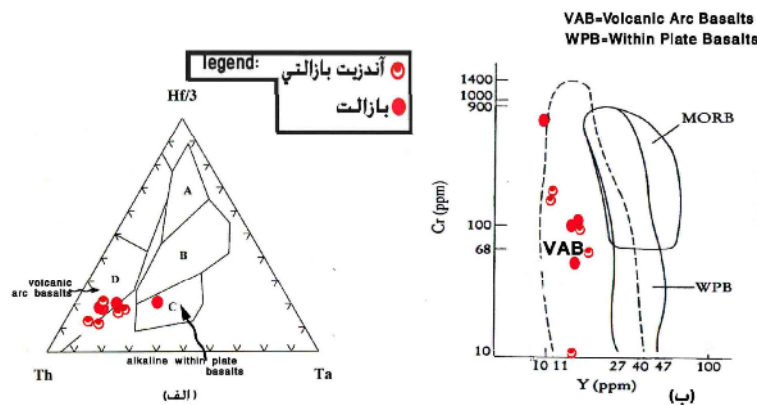 VAB=Volcanic Arc Basalts
WPB=Within Plate Basalts
legend:
آندزیت بازالتي
بازالت
Hf/3
A
B
C
D
volcanic
arc basalts
Th
Ta
alkaline within plate
basalts
(الف)
Cr (ppm)
1400
1000
900
100
68
10
MORB
VAB
WPB
10 11 27 40 47 100
Y (ppm)
(ب)